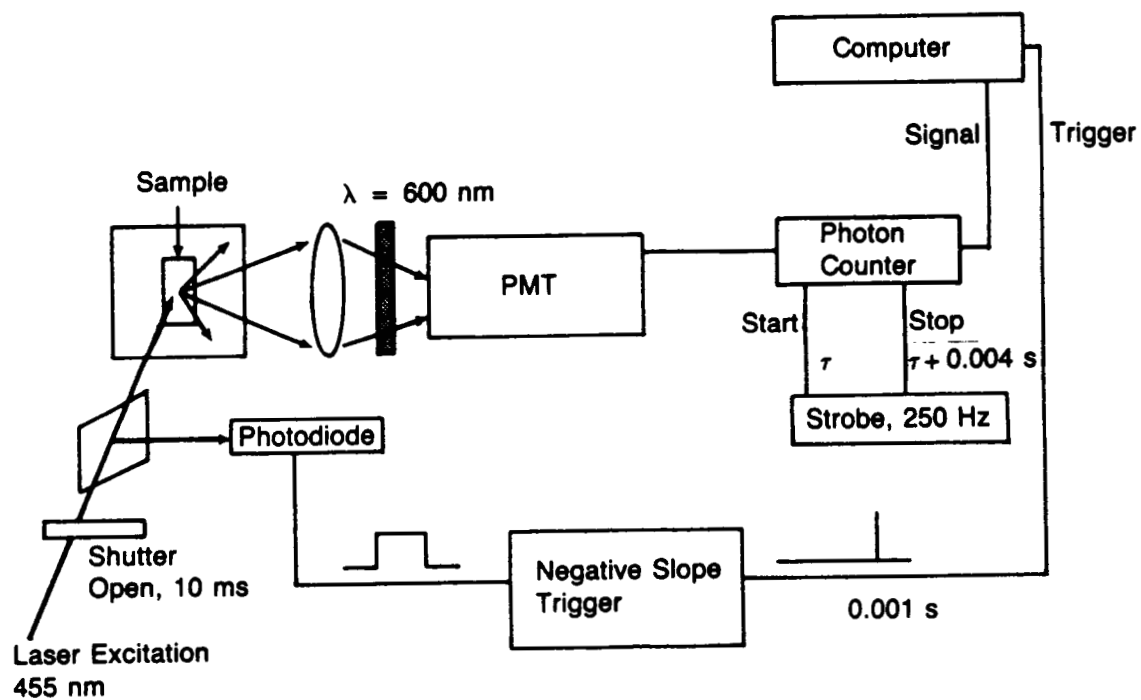 Computer
Signal
Trigger
Sample
λ = 600 nm
PMT
Photon
Counter
Start
Stop
τ
τ + 0.004 s
Strobe, 250 Hz
Photodiode
Shutter
Open, 10 ms
Negative Slope
Trigger
0.001 s
Laser Excitation
455 nm